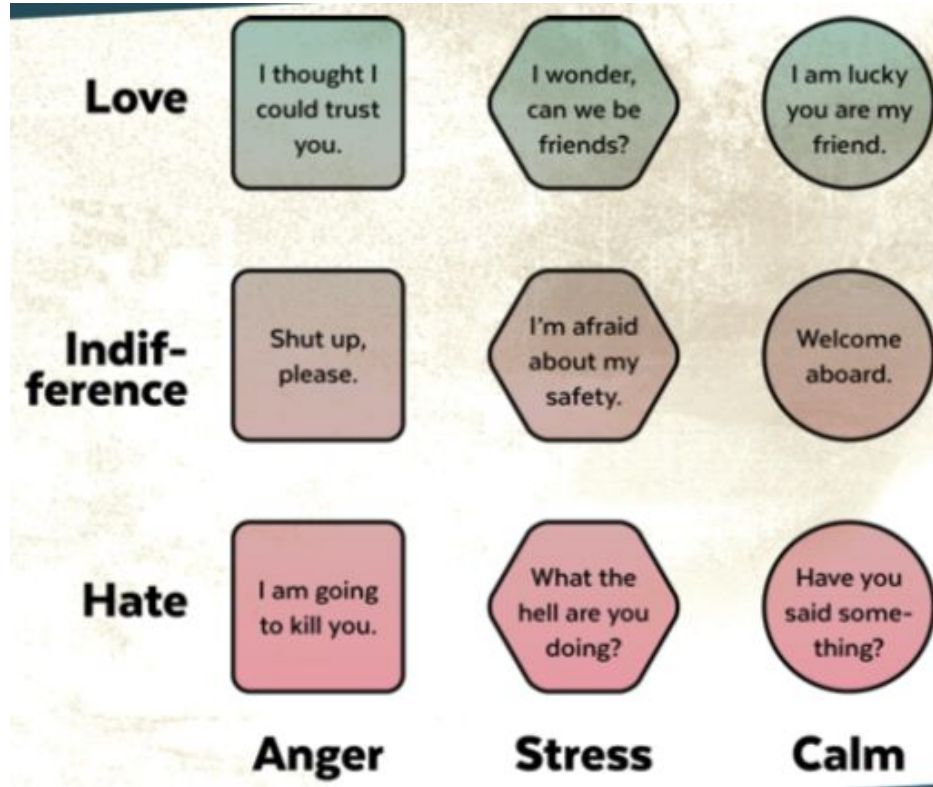 Love
I thought I
could trust
you.
I wonder,
can we be
friends?
I am lucky
you are my
friend.
Indif-
ference
Shut up,
please.
I'm afraid
about my
safety.
Welcome
aboard.
Hate
I am going
to kill you.
What the
hell are you
doing?
Have you
said some-
thing?
Anger
Stress
Calm